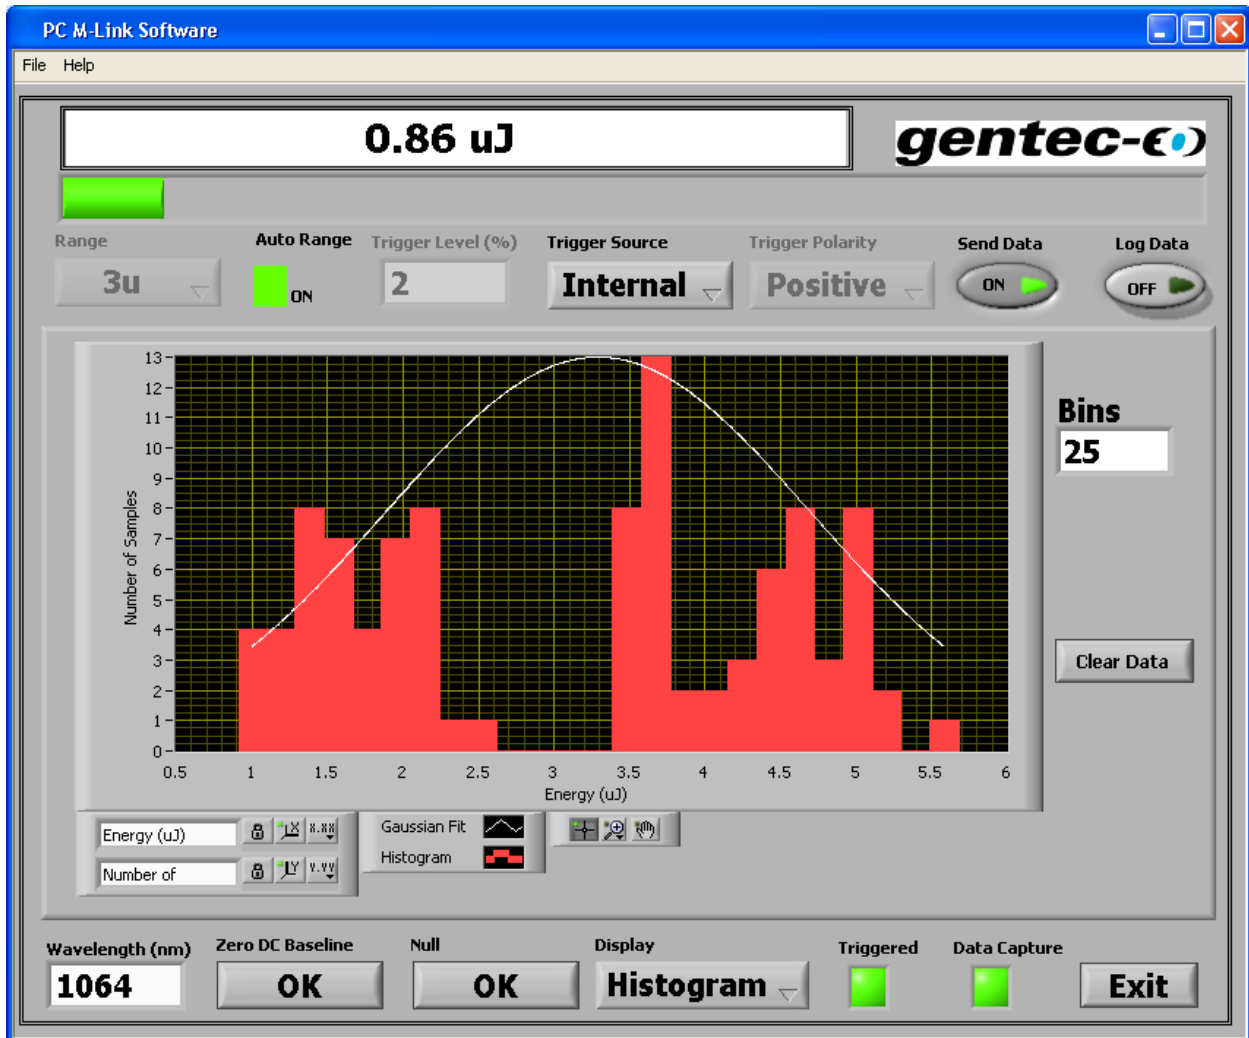 PC M-Link Software
File Help
0.86 uJ
gentec-EO
Range Auto Range Trigger Level (%) Trigger Source Trigger Polarity Send Data Log Data
3u ON 2 Internal Positive ON OFF
13
12
11
10
9
8
7
6
5
4
3
2
1
0
Number of Samples
0.5 1 1.5 2 2.5 3 3.5 4 4.5 5 5.5 6
Energy (uJ)
Bins
25
Clear Data
Energy (uJ) X X.XX
Number of Y Y.YY
Gaussian Fit
Histogram
Wavelength (nm) Zero DC Baseline Null Display Triggered Data Capture
1064 OK OK Histogram Exit